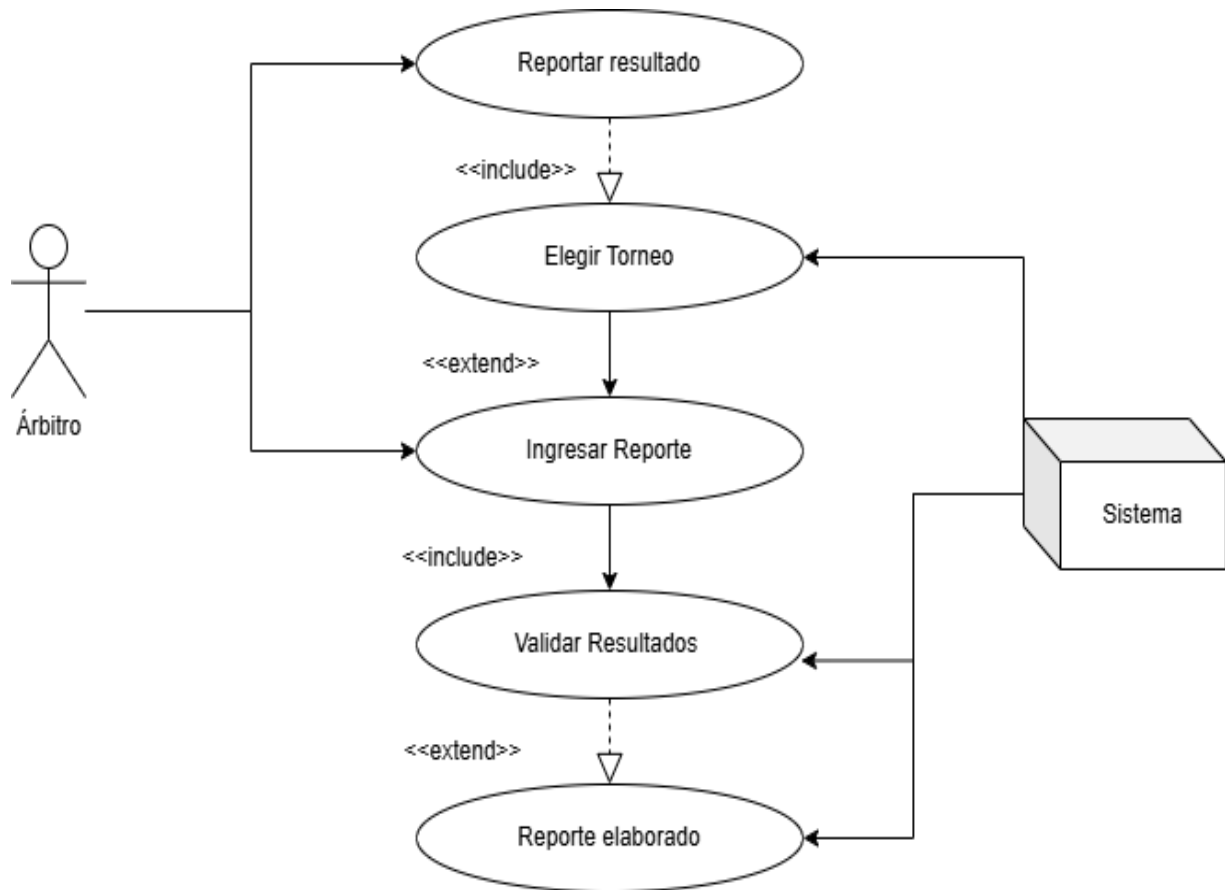 Reportar resultado
<<include>>
Elegir Torneo
<<extend>>
Árbitro
Ingresar Reporte
Sistema
<<include>>
Validar Resultados
<<extend>>
Reporte elaborado